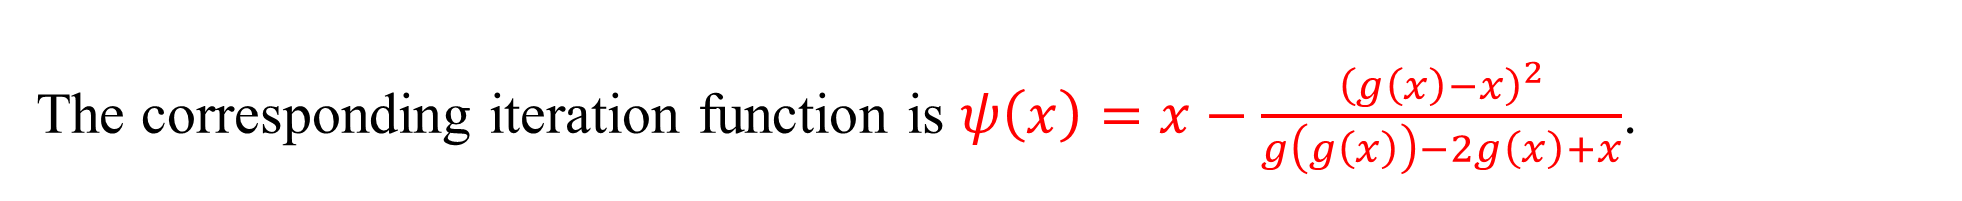 The corresponding iteration function is ψ(x) = x − (g(x)−x)² / g(g(x))−2g(x)+x.